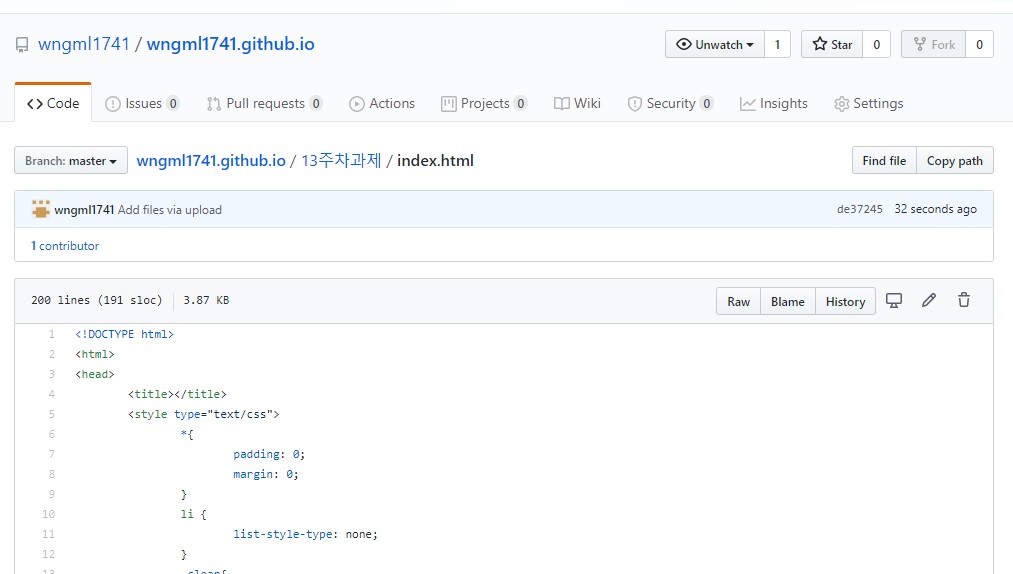 wngml1741 / wngml1741.github.io Unwatch 1 Star 0 Fork 0
Code Issues 0 Pull requests 0 Actions Projects 0 Wiki Security 0 Insights Settings
Branch: master wngml1741.github.io / 13주차과제 / index.html Find file Copy path
wngml1741 Add files via upload de37245 32 seconds ago
1 contributor
200 lines (191 sloc) 3.87 KB Raw Blame History
1 <!DOCTYPE html>
2 <html>
3 <head>
4 <title></title>
5 <style type="text/css">
6 *{
7 padding: 0;
8 margin: 0;
9 }
10 li {
11 list-style-type: none;
12 }
13